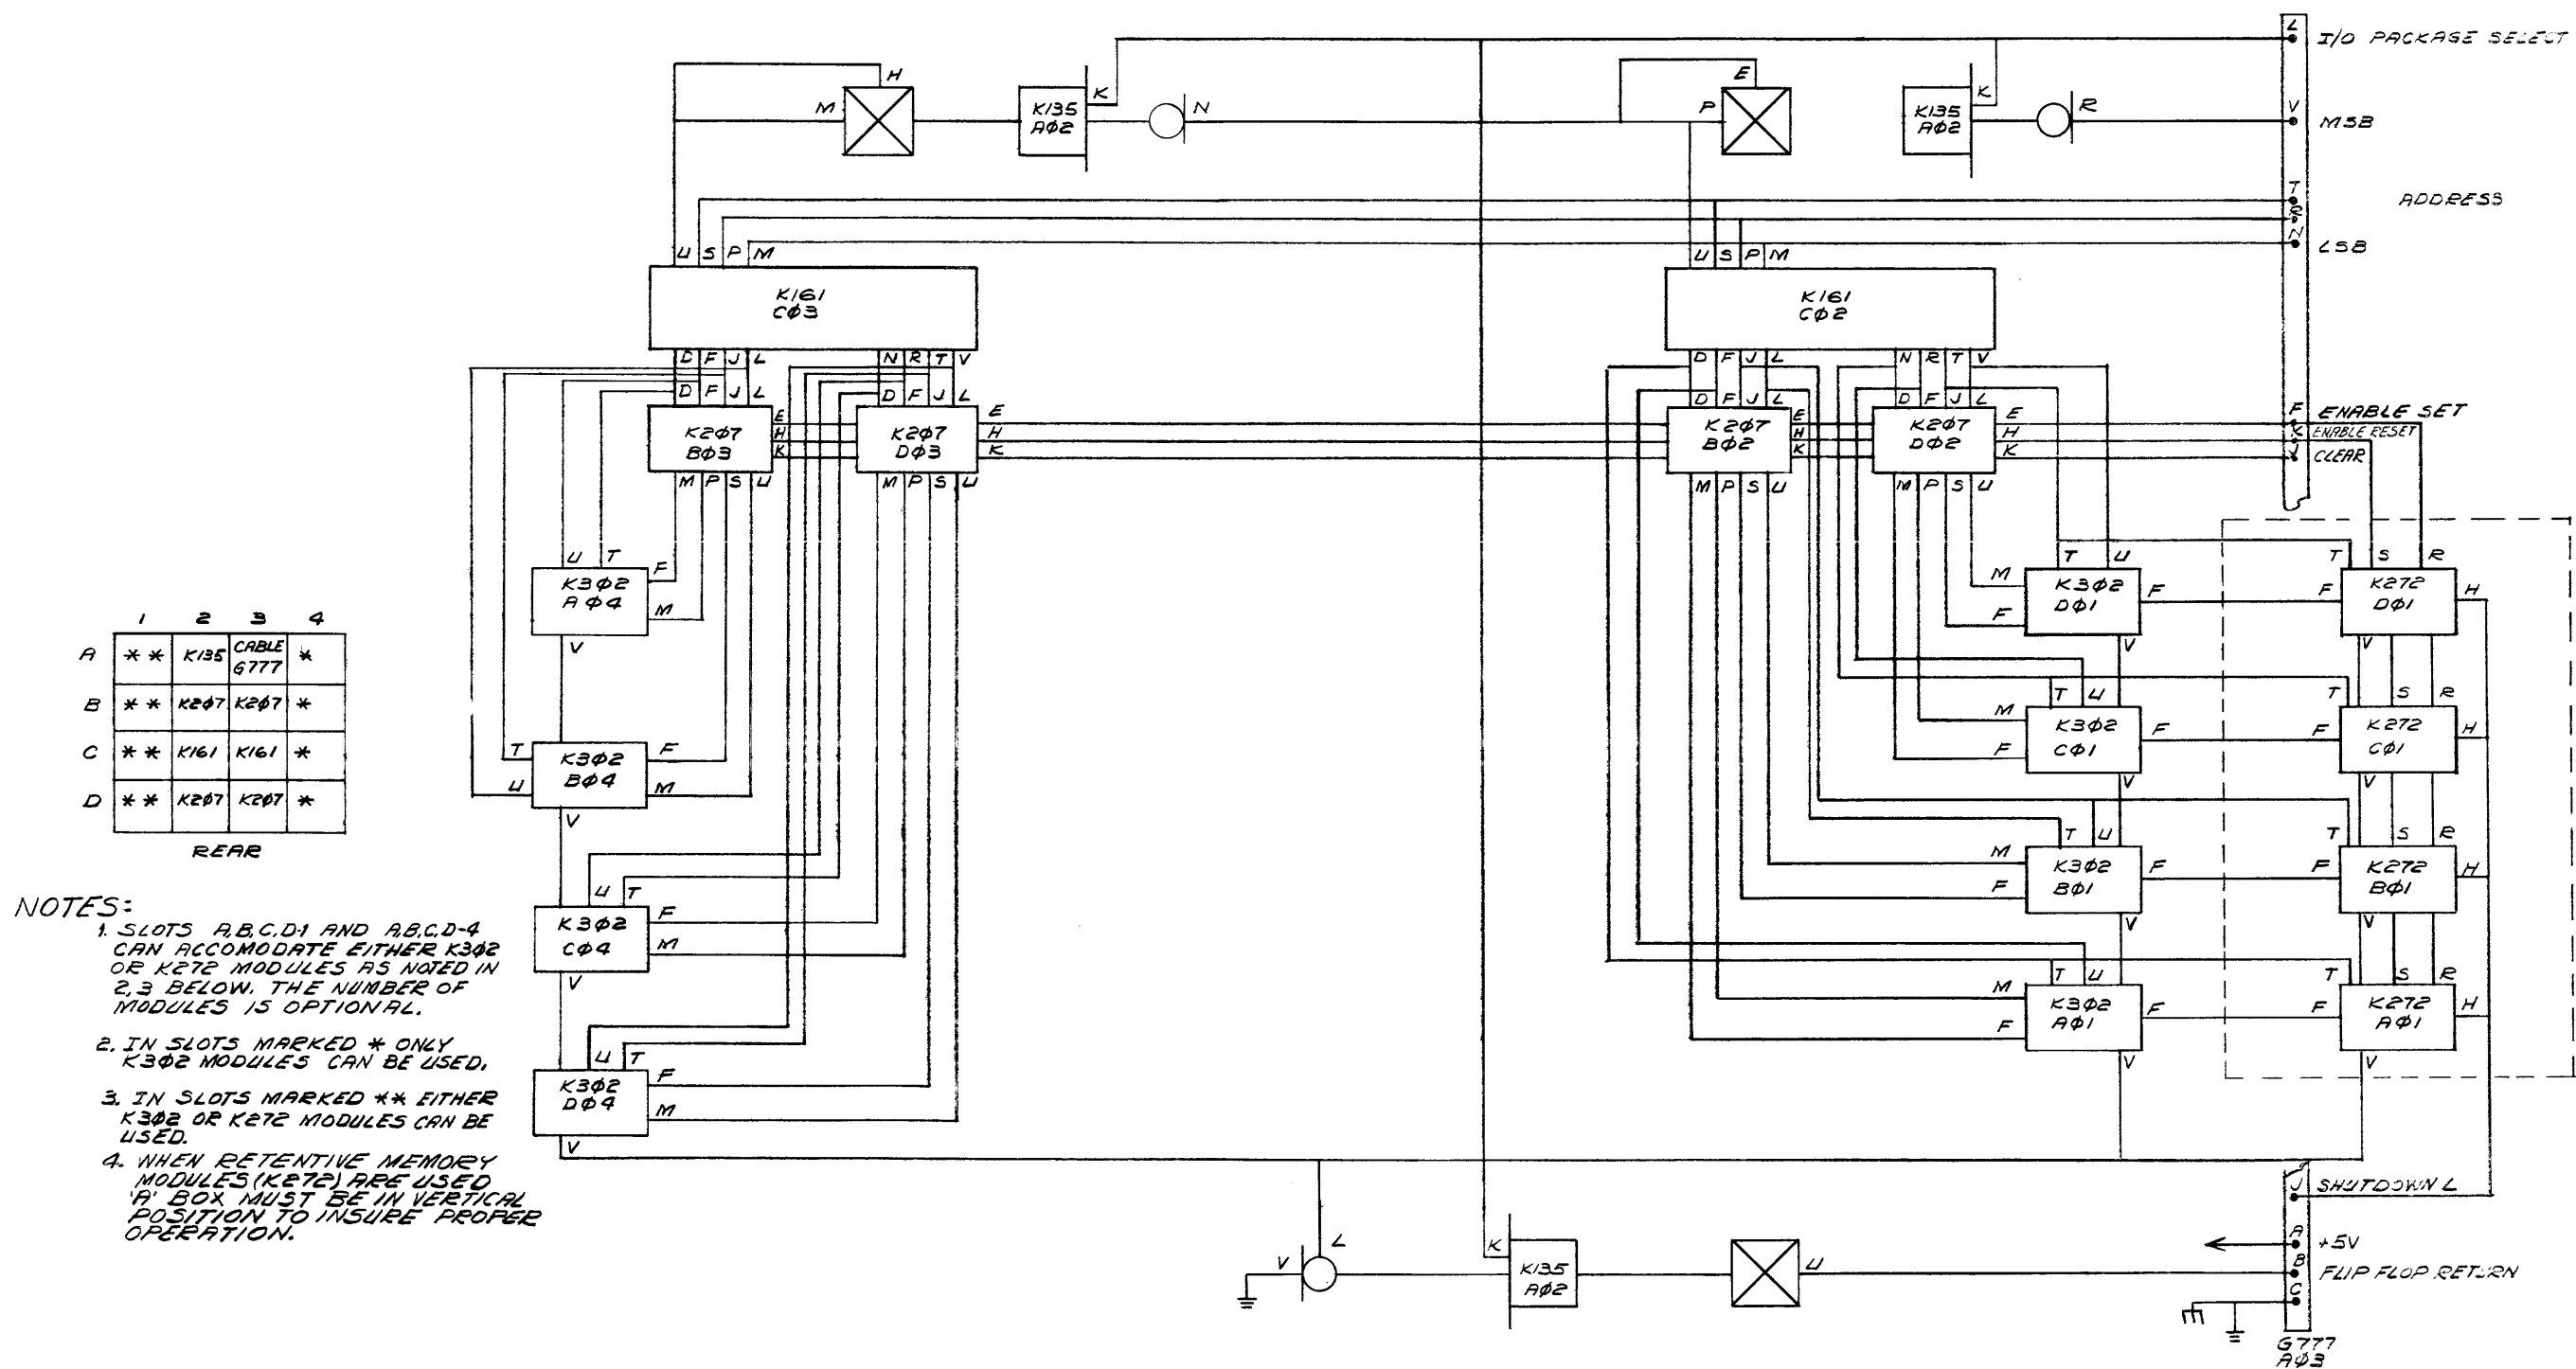 L
I/O PACKAGE SELECT
H
M
K135
AØ2
K
N
E
P
K135
AØ2
K
R
V
MSB
T
ADDRESS
R
N
LSB
U S P M
K161
CØ3
D F J L
N R T V
D F J L
D F J L
K2Ø7
BØ3
E
H
K
K2Ø7
DØ3
E
H
K
M P S U
M P S U
U S P M
K161
CØ2
D F J L
N R T V
D F J L
D F J L
K2Ø7
BØ2
E
H
K
K2Ø7
DØ2
E
H
K
M P S U
M P S U
F ENABLE SET
K ENABLE RESET
CLEAR
U T
K3Ø2
AØ4
F
M
V
T
U
K3Ø2
BØ4
F
M
V
U T
K3Ø2
CØ4
F
M
V
U T
K3Ø2
DØ4
F
M
V
T U
M
F
K3Ø2
DØ1
F
V
T S R
F
K272
DØ1
H
V
T U
M
F
K3Ø2
CØ1
F
V
T S R
F
K272
CØ1
H
V
T U
M
F
K3Ø2
BØ1
F
V
T S R
F
K272
BØ1
H
V
T U
M
F
K3Ø2
AØ1
F
V
T S R
F
K272
AØ1
H
V
1 2 3 4
A ** K135 CABLE G777 *
B ** K2Ø7 K2Ø7 *
C ** K161 K161 *
D ** K2Ø7 K2Ø7 *
REAR
NOTES:
1. SLOTS A,B,C,D-1 AND A,B,C,D-4
CAN ACCOMODATE EITHER K3Ø2
OR K272 MODULES AS NOTED IN
2,3 BELOW. THE NUMBER OF
MODULES IS OPTIONAL.
2. IN SLOTS MARKED * ONLY
K3Ø2 MODULES CAN BE USED.
3. IN SLOTS MARKED ** EITHER
K3Ø2 OR K272 MODULES CAN BE
USED.
4. WHEN RETENTIVE MEMORY
MODULES (K272) ARE USED
'A' BOX MUST BE IN VERTICAL
POSITION TO INSURE PROPER
OPERATION.
J SHUTDOWN L
A +5V
B FLIP FLOP RETURN
C
V
L
K
K135
AØ2
U
G777
AØ3